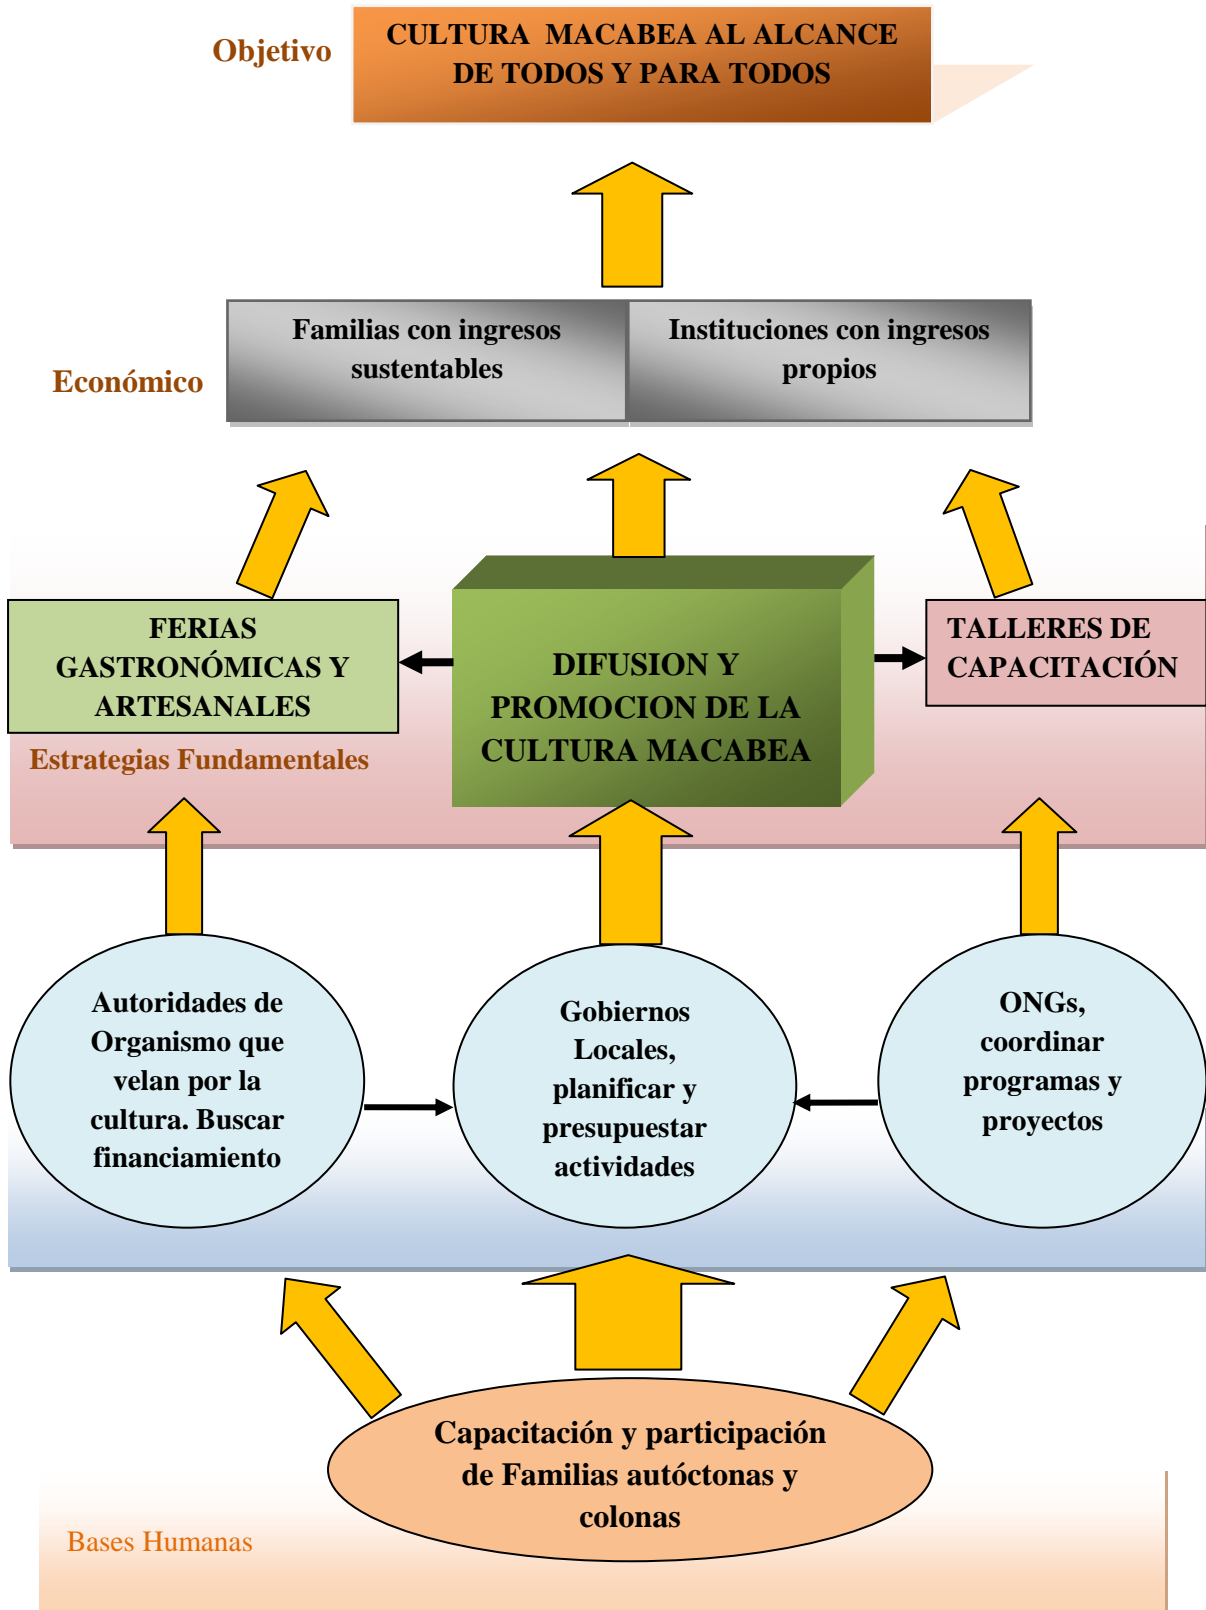 Objetivo
CULTURA MACABEA AL ALCANCE
DE TODOS Y PARA TODOS
Económico
Familias con ingresos
sustentables
Instituciones con ingresos
propios
FERIAS
GASTRONÓMICAS Y
ARTESANALES
DIFUSION Y
PROMOCION DE LA
CULTURA MACABEA
TALLERES DE
CAPACITACIÓN
Estrategias Fundamentales
Autoridades de
Organismo que
velan por la
cultura. Buscar
financiamiento
Gobiernos
Locales,
planificar y
presupuestar
actividades
ONGs,
coordinar
programas y
proyectos
Capacitación y participación
de Familias autóctonas y
colonas
Bases Humanas